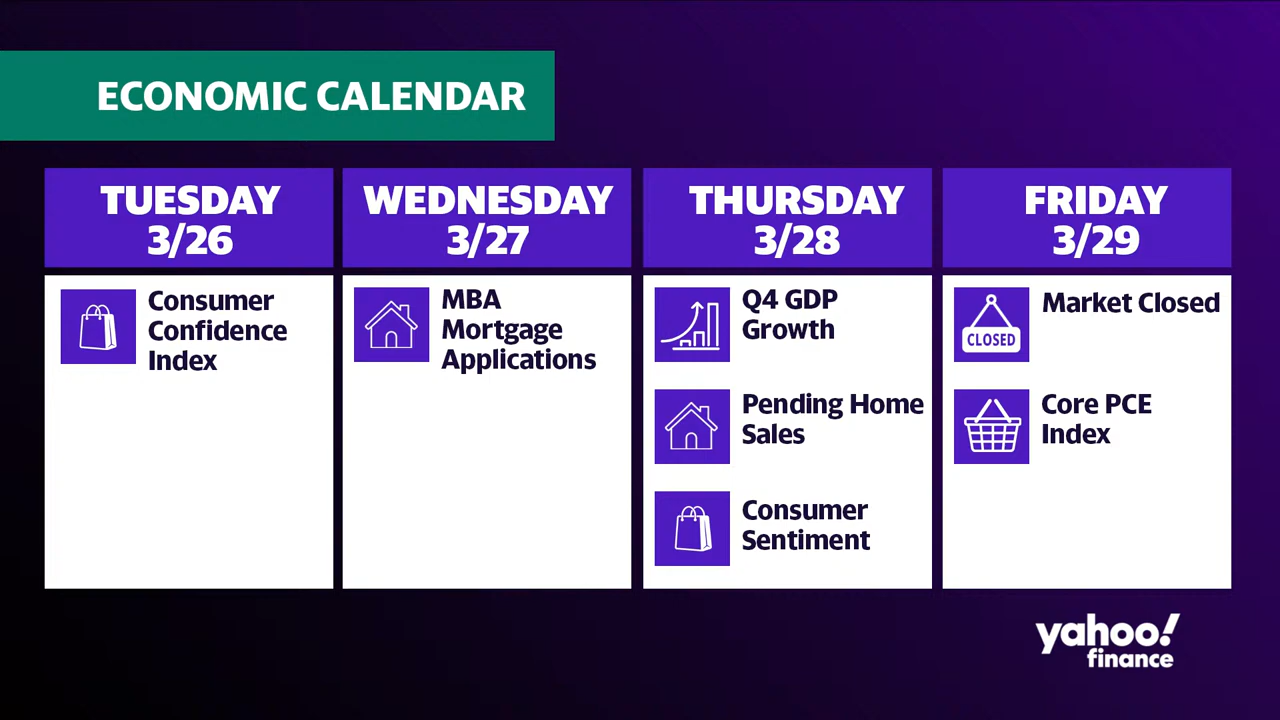 ECONOMIC CALENDAR
TUESDAY
3/26
Consumer
Confidence
Index
WEDNESDAY
3/27
MBA
Mortgage
Applications
THURSDAY
3/28
Q4 GDP
Growth
Pending Home
Sales
Consumer
Sentiment
FRIDAY
3/29
CLOSED
Market Closed
Core PCE
Index
yahoo!
finance